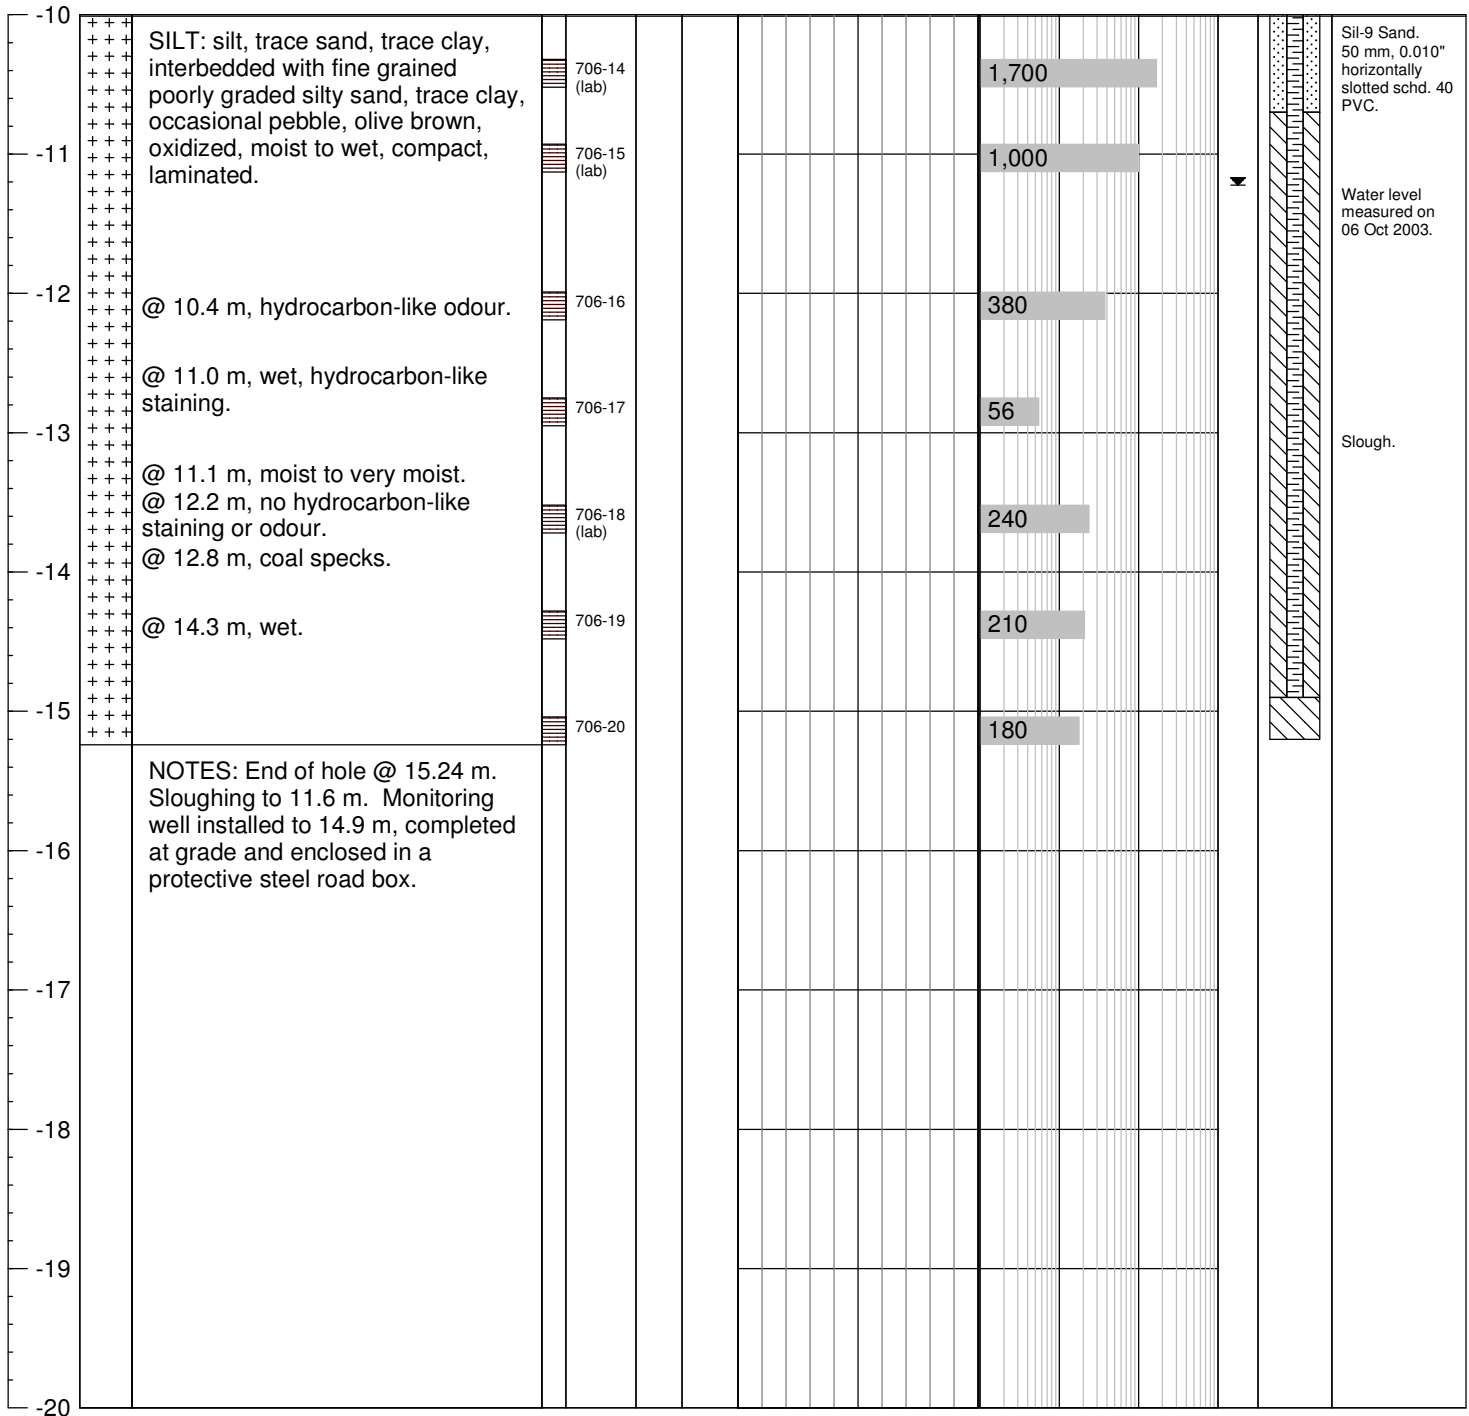 -10
-11
-12
-13
-14
-15
-16
-17
-18
-19
-20
SILT: silt, trace sand, trace clay,
interbedded with fine grained
poorly graded silty sand, trace clay,
occasional pebble, olive brown,
oxidized, moist to wet, compact,
laminated.
@ 10.4 m, hydrocarbon-like odour.
@ 11.0 m, wet, hydrocarbon-like
staining.
@ 11.1 m, moist to very moist.
@ 12.2 m, no hydrocarbon-like
staining or odour.
@ 12.8 m, coal specks.
@ 14.3 m, wet.
NOTES: End of hole @ 15.24 m.
Sloughing to 11.6 m. Monitoring
well installed to 14.9 m, completed
at grade and enclosed in a
protective steel road box.
706-14
(lab)
706-15
(lab)
706-16
706-17
706-18
(lab)
706-19
706-20
1,700
1,000
380
56
240
210
180
Sil-9 Sand.
50 mm, 0.010"
horizontally
slotted schd. 40
PVC.
Water level
measured on
06 Oct 2003.
Slough.